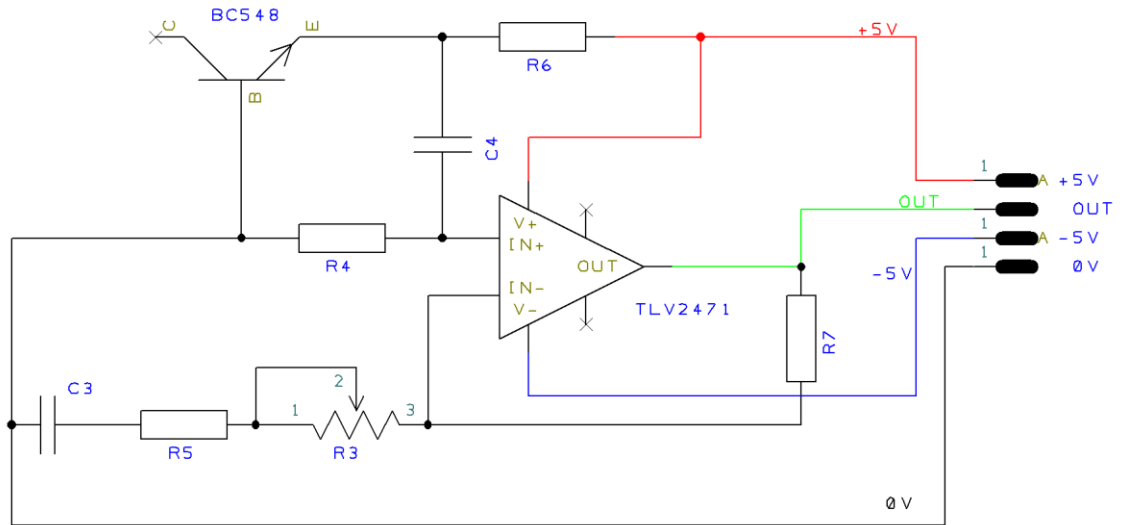 BC548
C
E
+5V
B
R6
C4
1
A
+5V
V+
OUT
OUT
IN+
1
A
-5V
R4
OUT
1
0V
-5V
IN-
V-
TLV2471
R7
C3
2
1
3
R5
R3
0V